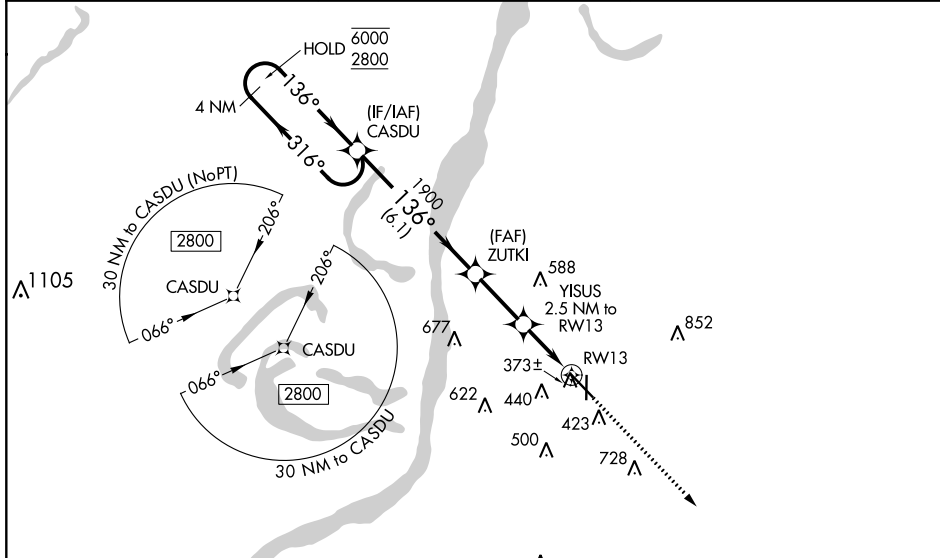 HOLD 6000
2800
4 NM
136°
316°
(IF/IAF)
CASDU
1900
136°
(6.1)
30 NM to CASDU (NoPT)
206°
2800
CASDU
066°
206°
CASDU
066°
2800
30 NM to CASDU
1105
(FAF)
ZUTKI
588
YISUS
2.5 NM to
RW13
852
677
RW13
373±
622
440
423
500
728